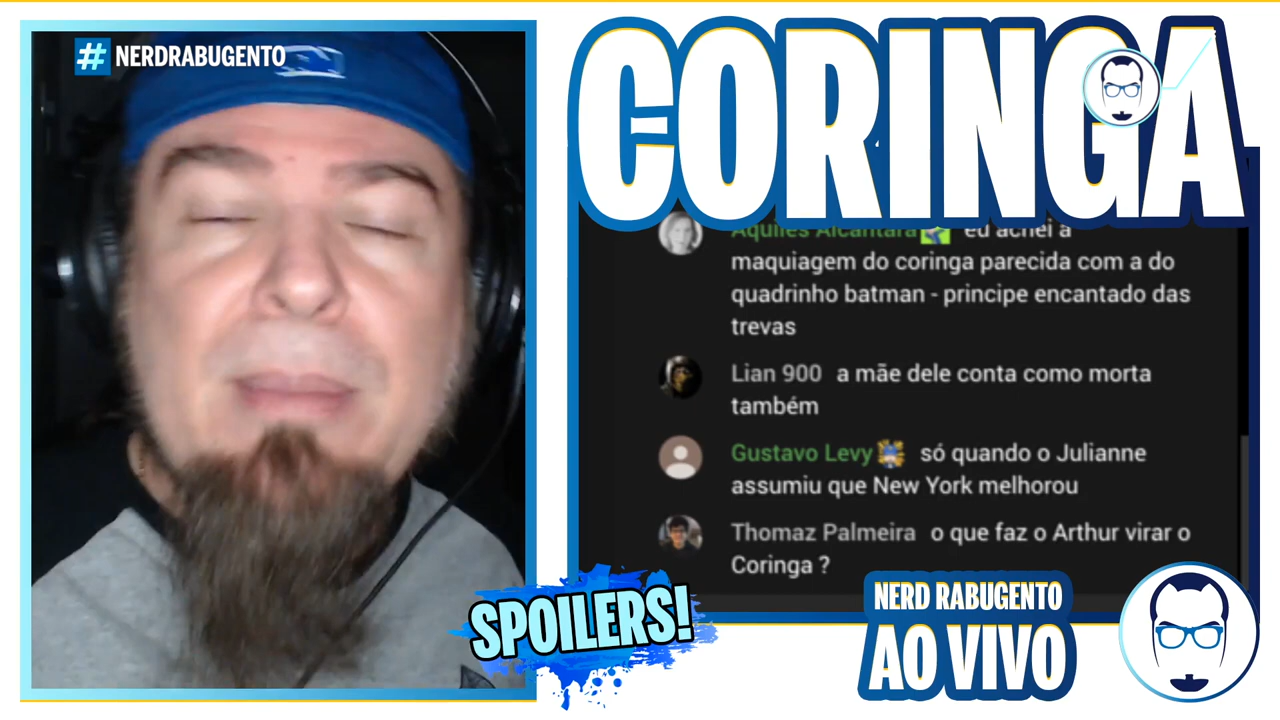 # NERDRABUGENTO
CORINGA
Aquiles Alcantara eu achei a
maquiagem do coringa parecida com a do
quadrinho batman - principe encantado das
trevas
Lian 900 a mãe dele conta como morta
também
Gustavo Levy só quando o Julianne
assumiu que New York melhorou
Thomaz Palmeira o que faz o Arthur virar o
Coringa ?
SPOILERS!
NERD RABUGENTO
AO VIVO